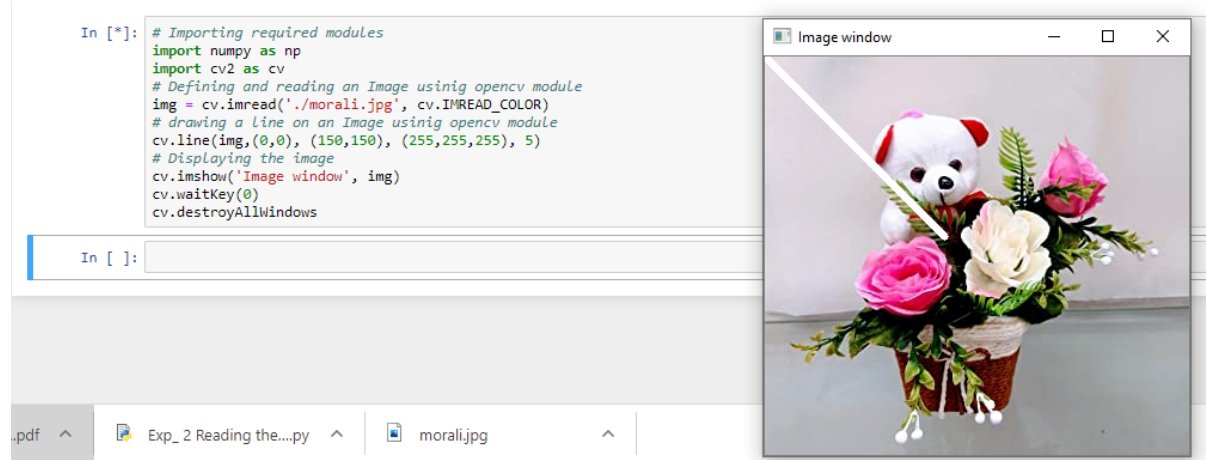 In [*]:
# Importing required modules
import numpy as np
import cv2 as cv
# Defining and reading an Image usinig opencv module
img = cv.imread('./morali.jpg', cv.IMREAD_COLOR)
# drawing a line on an Image usinig opencv module
cv.line(img,(0,0), (150,150), (255,255,255), 5)
# Displaying the image
cv.imshow('Image window', img)
cv.waitKey(0)
cv.destroyAllWindows
In [ ]:
Image window
..pdf
Exp_ 2 Reading the....py
morali.jpg